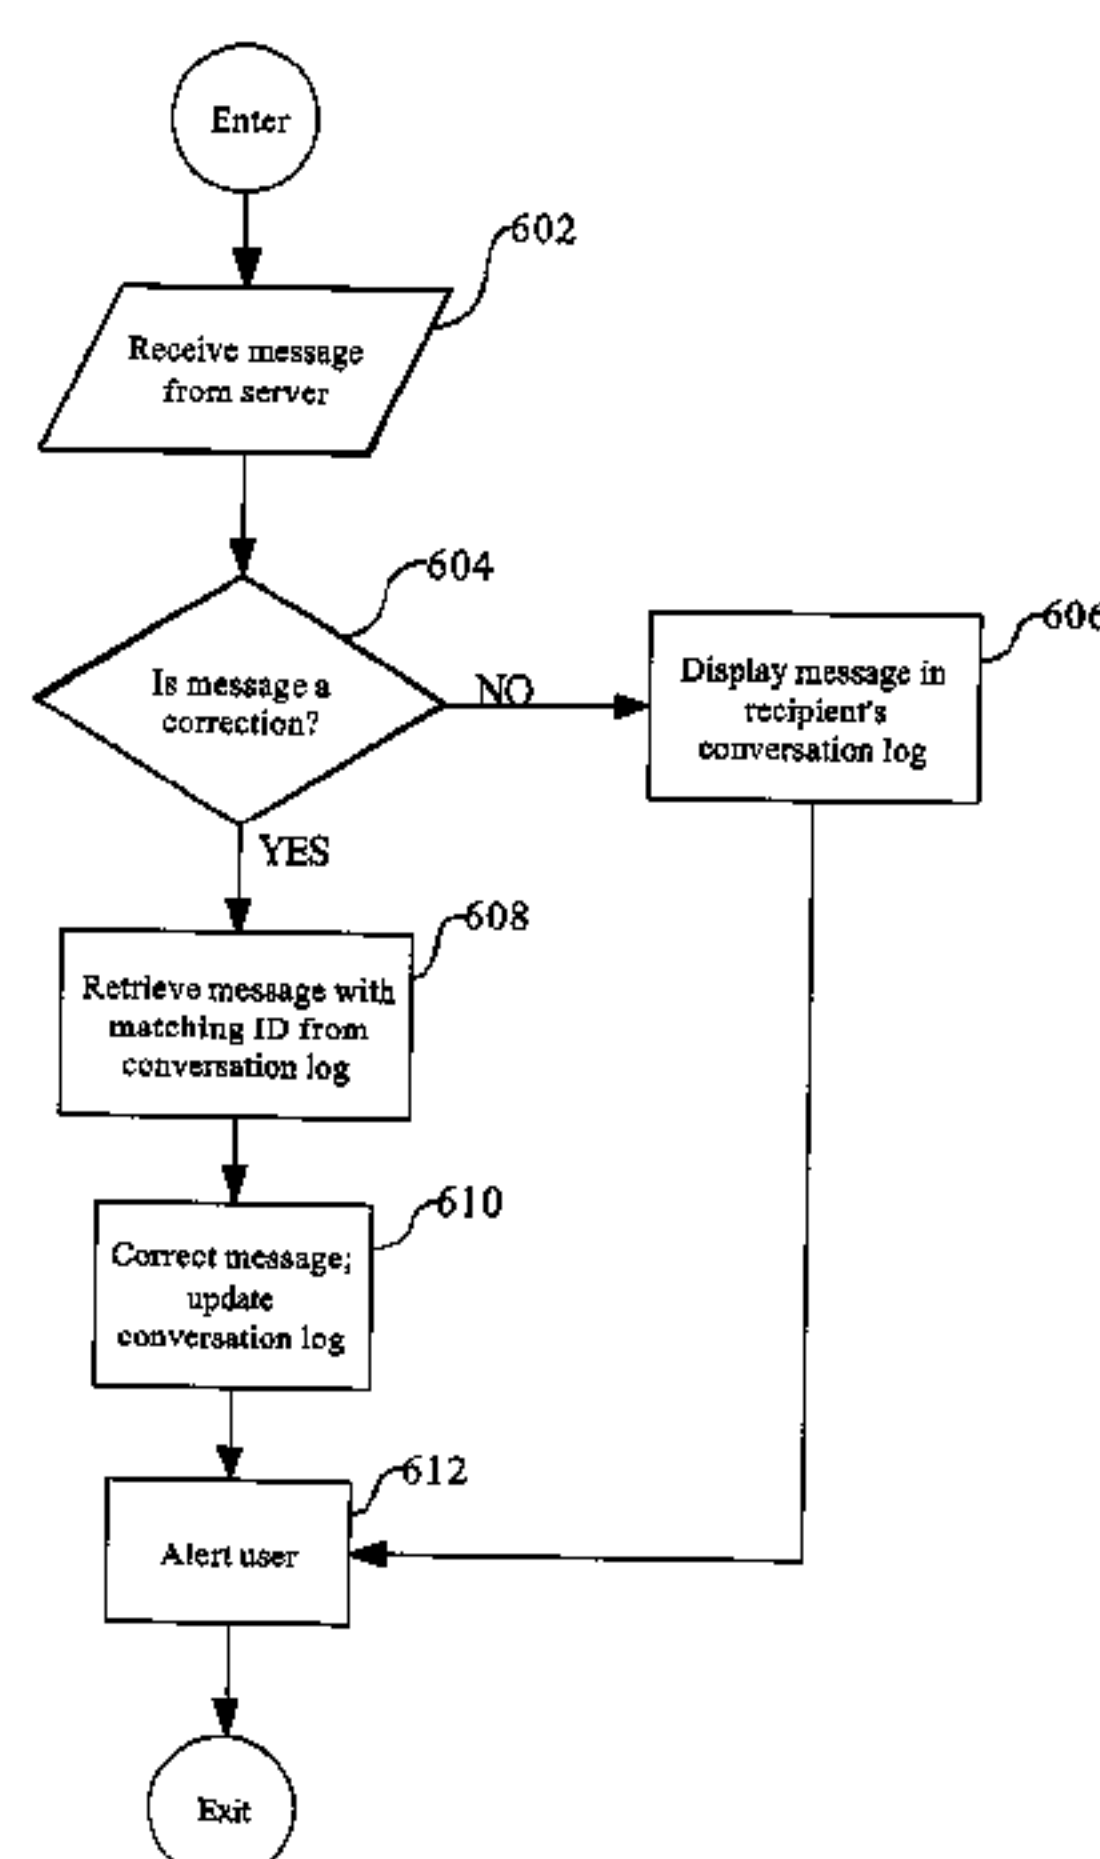 Enter
602
Receive message
from server
604
Is message a
correction?
NO
606
Display message in
recipient's
conversation log
YES
608
Retrieve message with
matching ID from
conversation log
610
Correct message;
update
conversation log
612
Alert user
Exit